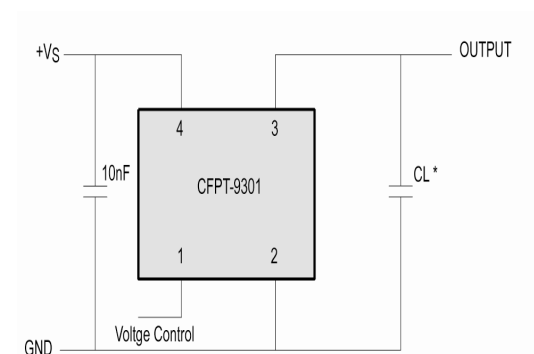 +VS
OUTPUT
4
3
10nF
CFPT-9301
CL *
1
2
Voltge Control
GND